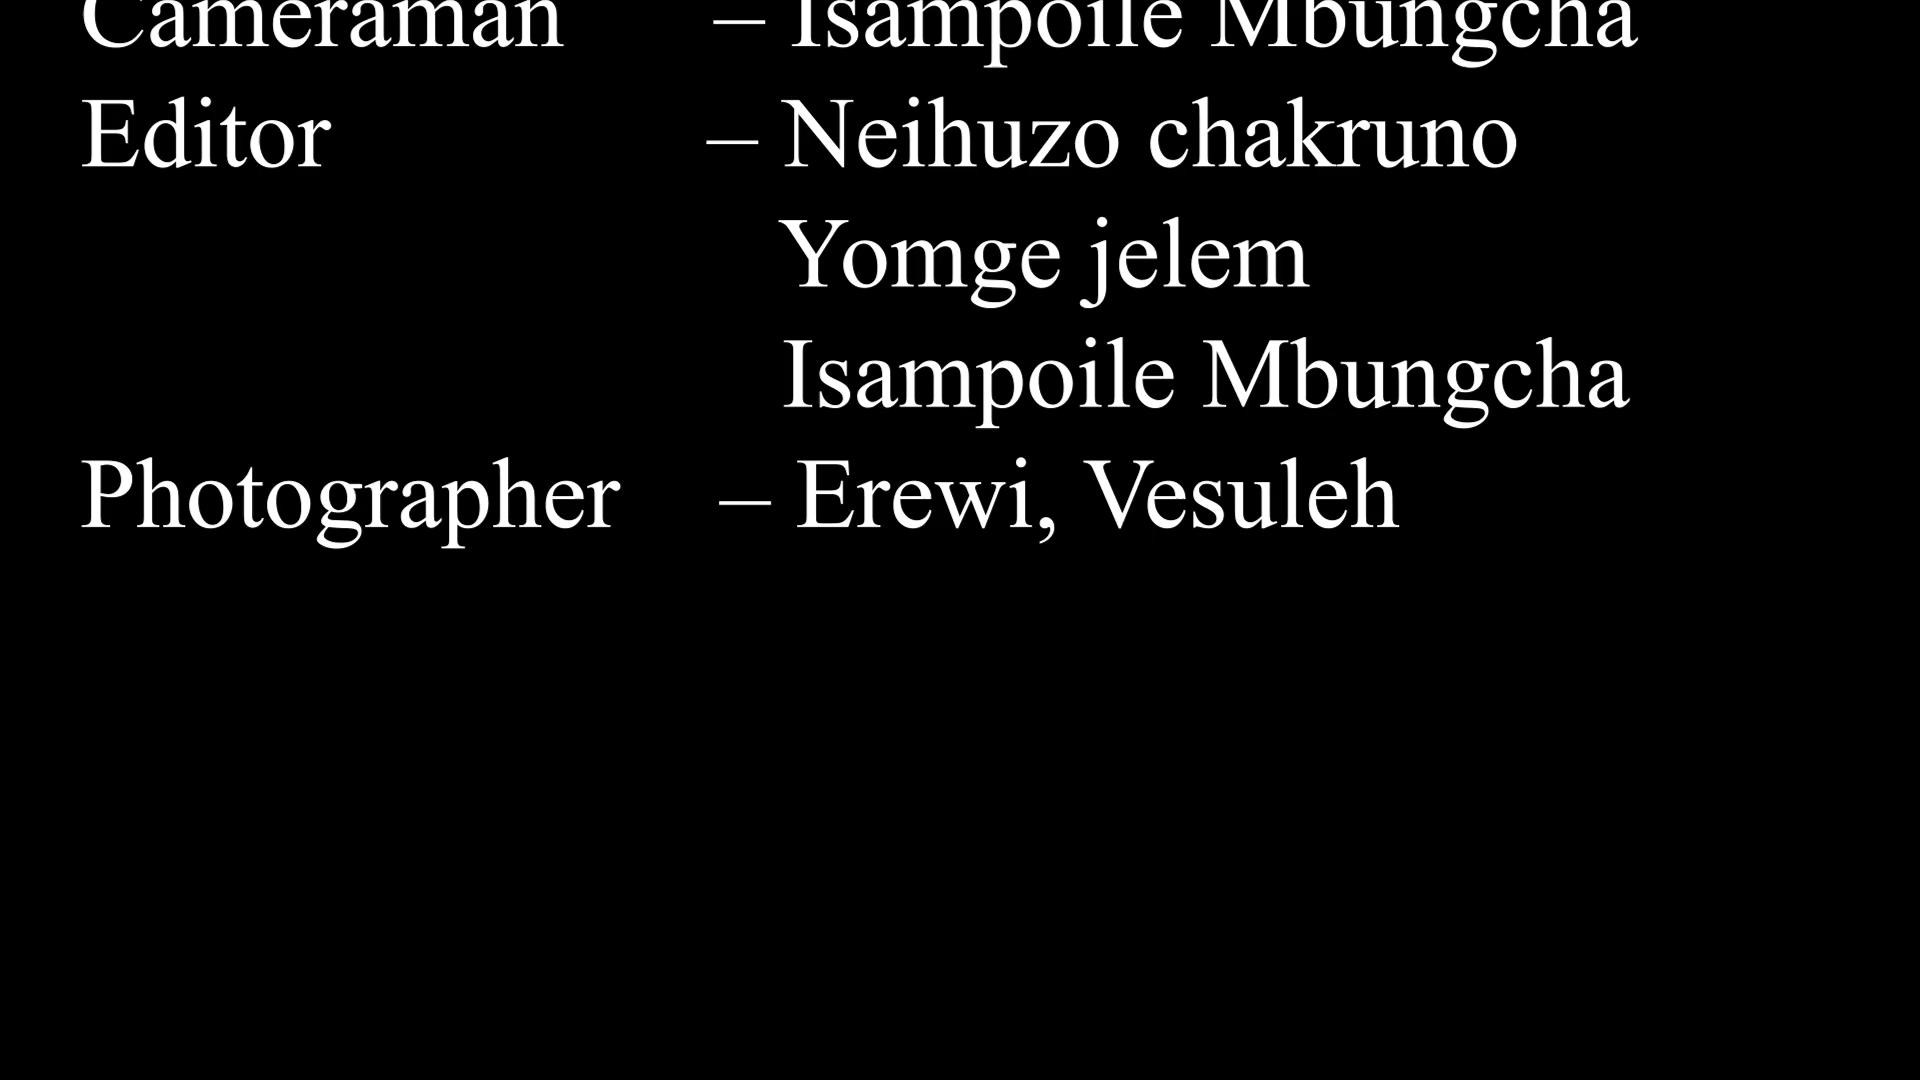 Cameraman – Isampoile Mbungcha
Editor – Neihuzo chakruno
Yomge jelem
Isampoile Mbungcha
Photographer – Erewi, Vesuleh